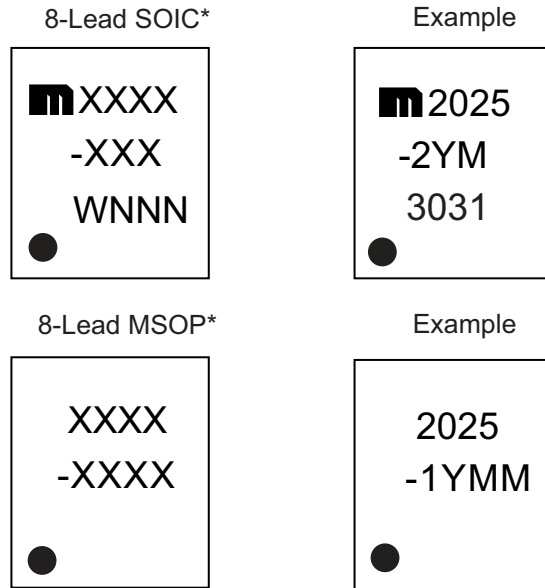 8-Lead SOIC*
Example
XXXX
-XXX
WNNN
2025
-2YM
3031
8-Lead MSOP*
Example
XXXX
-XXXX
2025
-1YMM